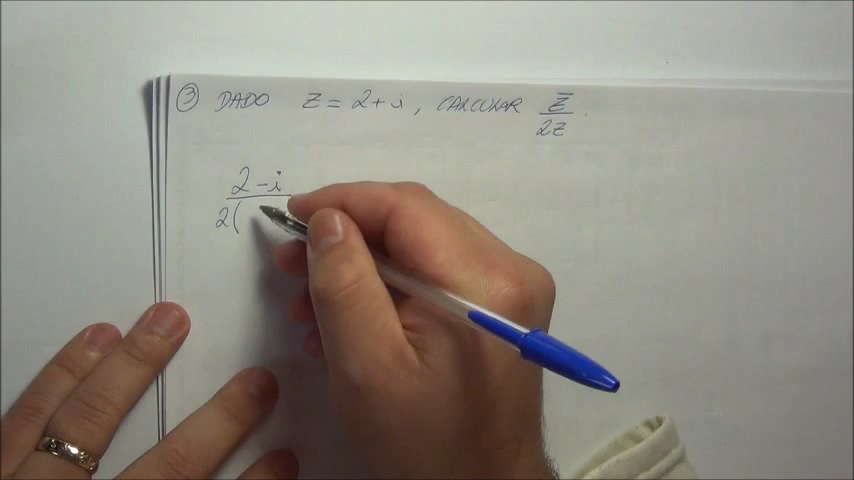 ③ DADO z = 2 + i , CALCULAR z̅/2z .
2 - i
2(